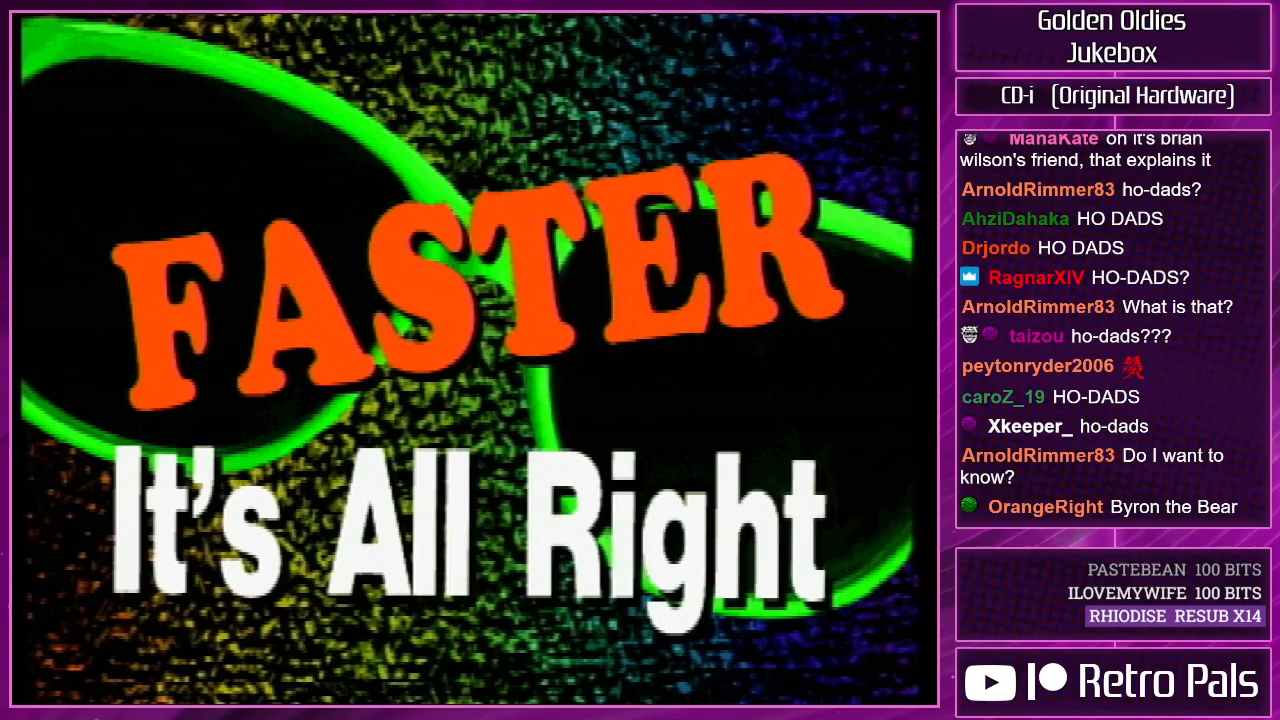 FASTER
It's All Right
Golden Oldies
Jukebox
CD-i (Original Hardware)
ManaKate oh it's brian
wilson's friend, that explains it
ArnoldRimmer83 ho-dads?
AhziDahaka HO DADS
Drjordo HO DADS
RagnarXIV HO-DADS?
ArnoldRimmer83 What is that?
taizou ho-dads???
peytonryder2006
caroZ_19 HO-DADS
Xkeeper_ ho-dads
ArnoldRimmer83 Do I want to
know?
OrangeRight Byron the Bear
PASTEBEAN 100 BITS
ILOVEMYWIFE 100 BITS
RHIODISE RESUB X14
Retro Pals